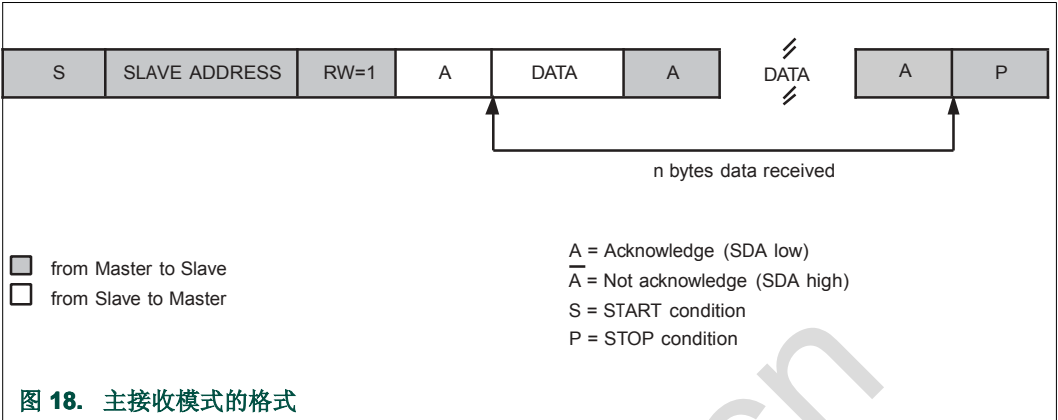 S SLAVE ADDRESS RW=1 A DATA A DATA A P
n bytes data received
from Master to Slave
from Slave to Master
A = Acknowledge (SDA low)
A̅ = Not acknowledge (SDA high)
S = START condition
P = STOP condition
图 18. 主接收模式的格式